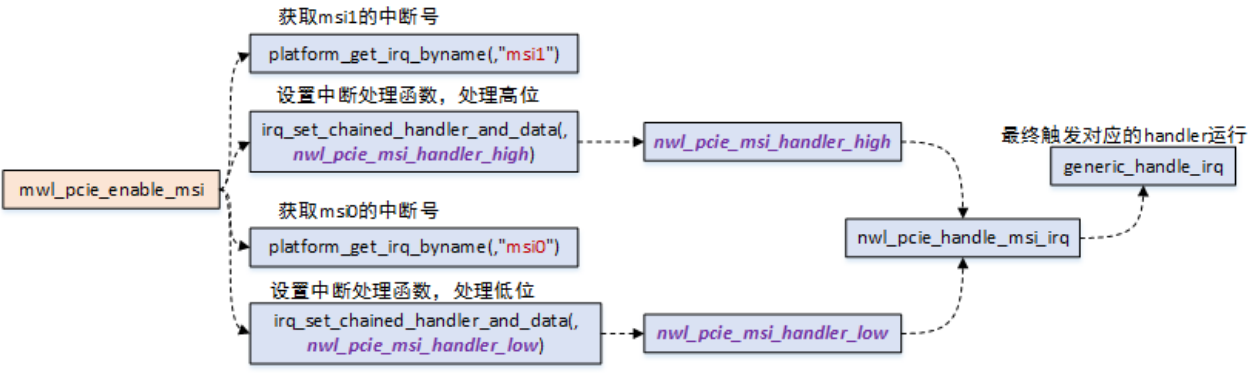 获取msi1的中断号
platform_get_irq_byname(,"msi1")
设置中断处理函数，处理高位
irq_set_chained_handler_and_data(,
nwl_pcie_msi_handler_high)
nwl_pcie_msi_handler_high
最终触发对应的handler运行
generic_handle_irq
mwl_pcie_enable_msi
获取msi0的中断号
platform_get_irq_byname(,"msi0")
nwl_pcie_handle_msi_irq
设置中断处理函数，处理低位
irq_set_chained_handler_and_data(,
nwl_pcie_msi_handler_low)
nwl_pcie_msi_handler_low